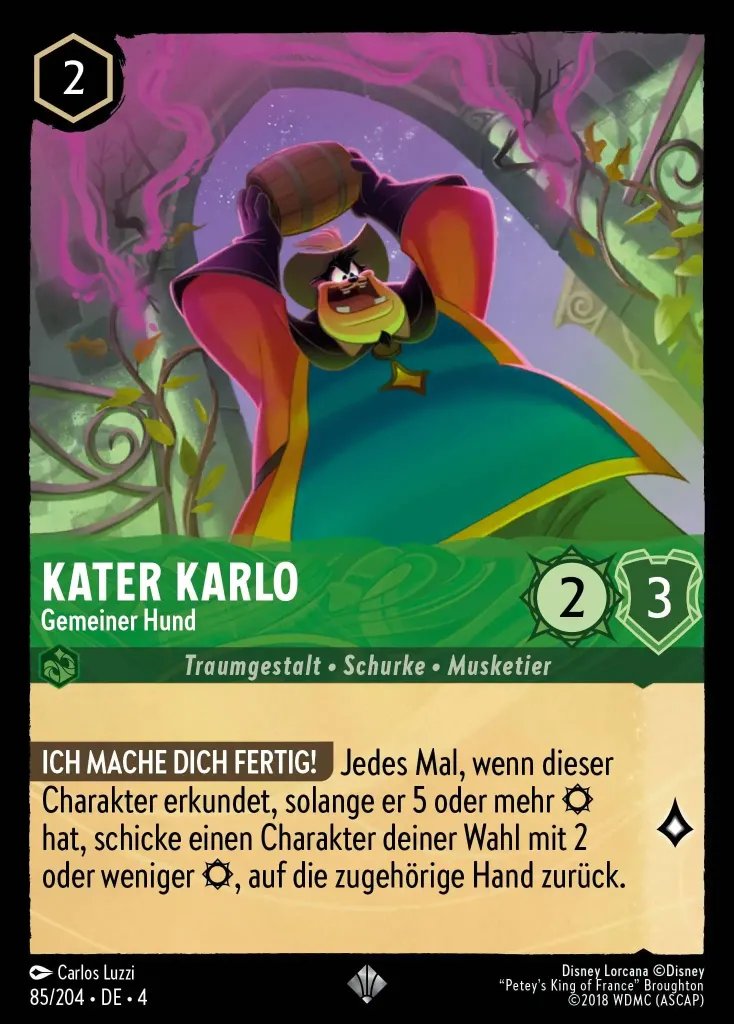 2
KATER KARLO
Gemeiner Hund
2
3
Traumgestalt • Schurke • Musketier
ICH MACHE DICH FERTIG! Jedes Mal, wenn dieser
Charakter erkundet, solange er 5 oder mehr
hat, schicke einen Charakter deiner Wahl mit 2
oder weniger , auf die zugehörige Hand zurück.
Carlos Luzzi
85/204 • DE • 4
Disney Lorcana ©Disney
“Petey’s King of France” Broughton
©2018 WDMC (ASCAP)